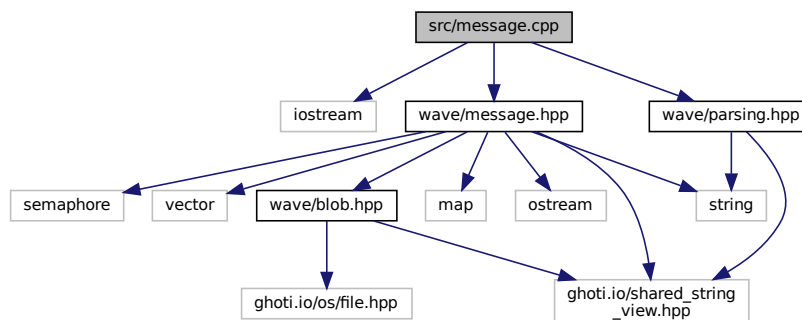 src/message.cpp
iostream
wave/message.hpp
wave/parsing.hpp
semaphore
vector
wave/blob.hpp
map
ostream
string
ghoti.io/os/file.hpp
ghoti.io/shared_string
_view.hpp